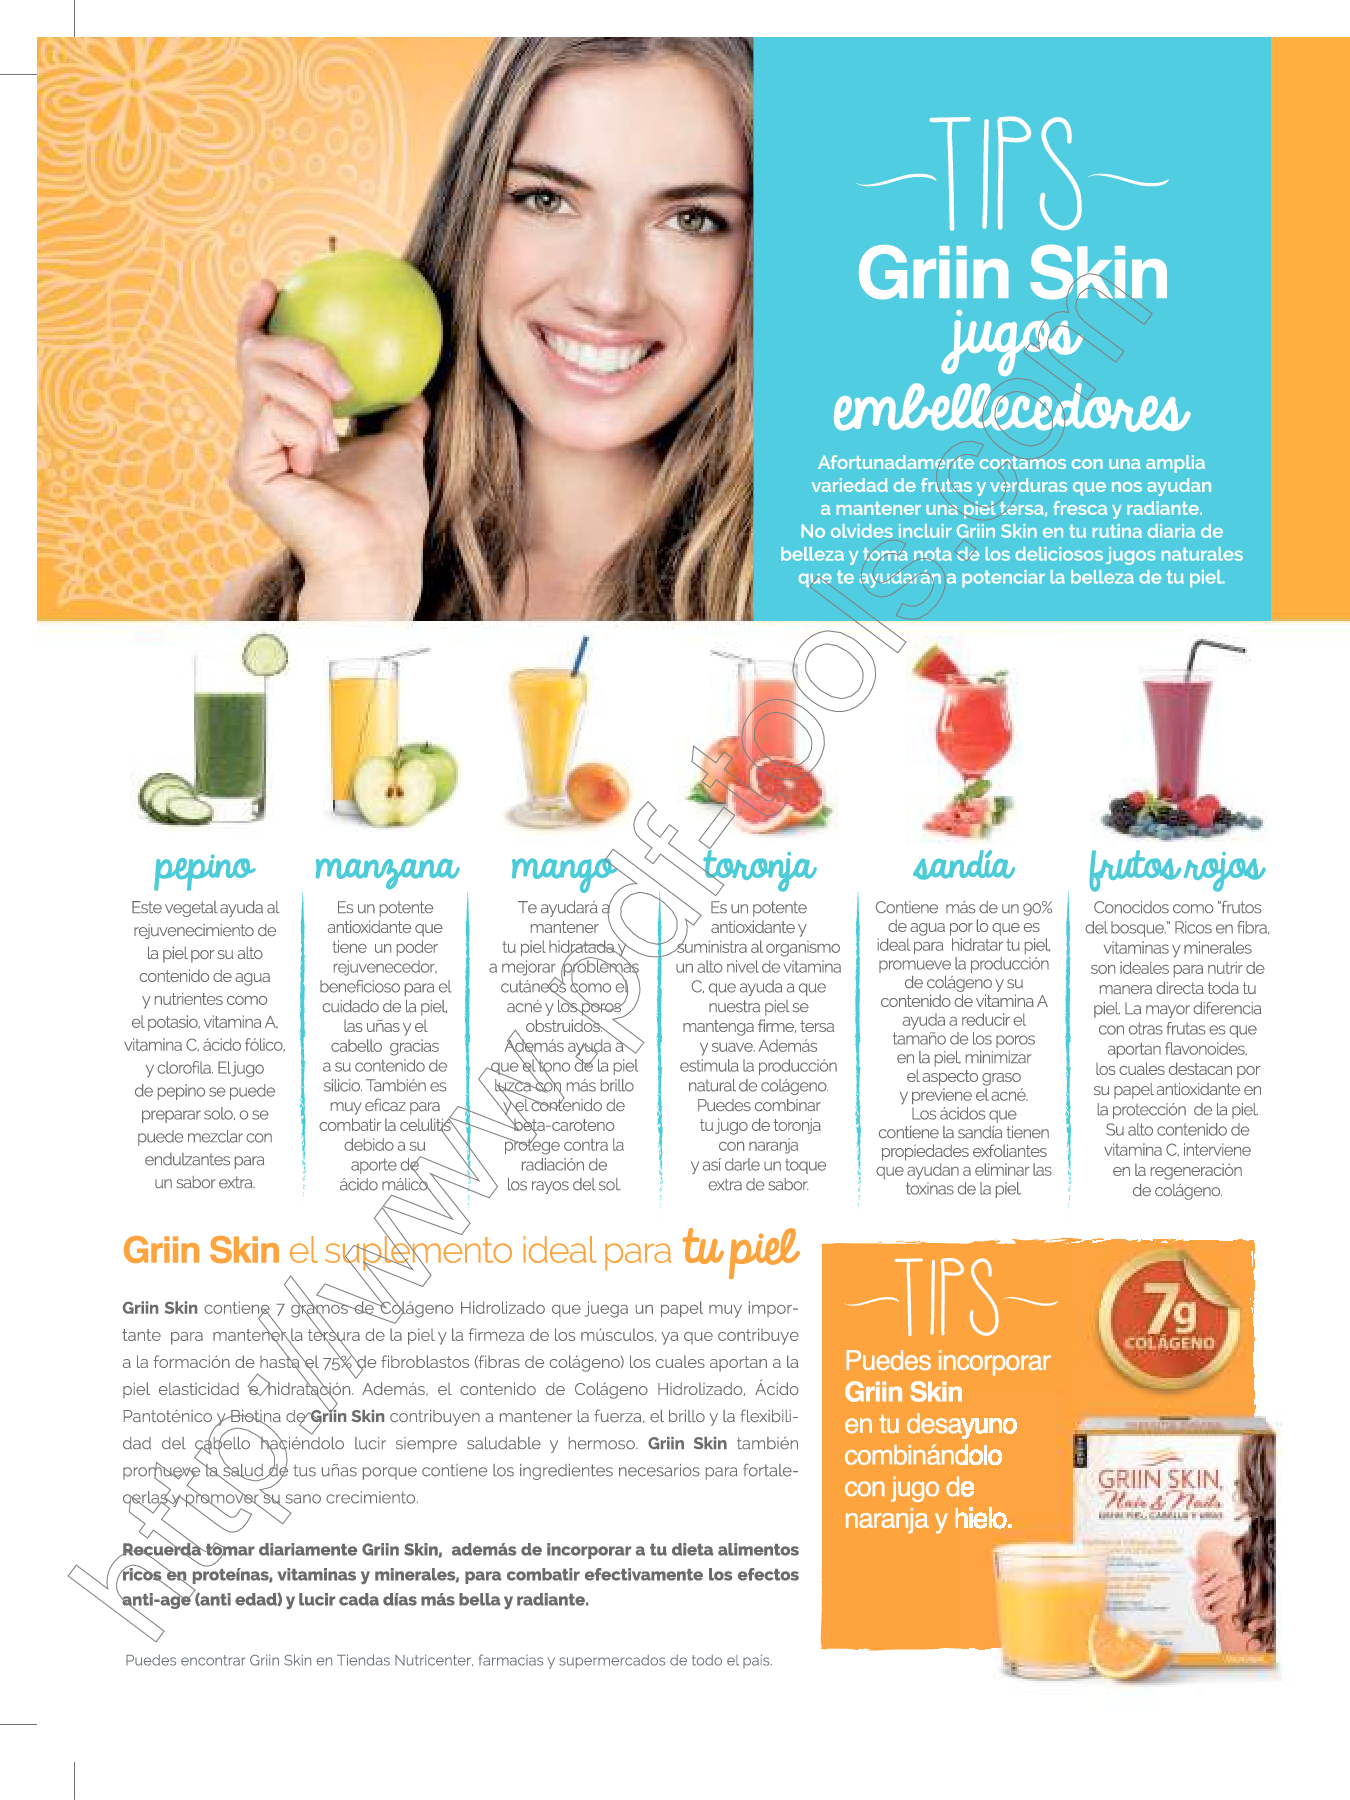 TIPS
Griin Skin
jugos
embellecedores
Afortunadamente contamos con una amplia
variedad de frutas y verduras que nos ayudan
a mantener una piel tersa, fresca y radiante.
No olvides incluir Griin Skin en tu rutina diaria de
belleza y toma nota de los deliciosos jugos naturales
que te ayudarán a potenciar la belleza de tu piel.
pepino
Este vegetal ayuda al
rejuvenecimiento de
la piel por su alto
contenido de agua
y nutrientes como
el potasio, vitamina A,
vitamina C, ácido fólico,
y clorofila. El jugo
de pepino se puede
preparar solo, o se
puede mezclar con
endulzantes para
un sabor extra.
manzana
Es un potente
antioxidante que
tiene un poder
rejuvenecedor,
beneficioso para el
cuidado de la piel,
las uñas y el
cabello gracias
a su contenido de
silicio. También es
muy eficaz para
combatir la celulitis
debido a su
aporte de
ácido málico
mango
Te ayudará a
mantener
tu piel hidratada y
a mejorar problemas
cutáneos como el
acné y los poros
obstruidos.
Además ayuda a
que el tono de la piel
luzca con más brillo
y el contenido de
beta-caroteno
protege contra la
radiación de
los rayos del sol.
toronja
Es un potente
antioxidante y
suministra al organismo
un alto nivel de vitamina
C, que ayuda a que
nuestra piel se
mantenga firme, tersa
y suave. Además
estimula la producción
natural de colágeno.
Puedes combinar
tu jugo de toronja
con naranja
y así darle un toque
extra de sabor.
sandía
Contiene más de un 90%
de agua por lo que es
ideal para hidratar tu piel,
promueve la producción
de colágeno y su
contenido de vitamina A
ayuda a reducir el
tamaño de los poros
en la piel, minimizar
el aspecto graso
y previene el acné.
Los ácidos que
contiene la sandía tienen
propiedades exfoliantes
que ayudan a eliminar las
toxinas de la piel.
frutos rojos
Conocidos como "frutos
del bosque." Ricos en fibra,
vitaminas y minerales
son ideales para nutrir de
manera directa toda tu
piel. La mayor diferencia
con otras frutas es que
aportan flavonoides,
los cuales destacan por
su papel antioxidante en
la protección de la piel.
Su alto contenido de
vitamina C, interviene
en la regeneración
de colágeno.
Griin Skin el suplemento ideal para tu piel
Griin Skin contiene 7 gramos de Colágeno Hidrolizado que juega un papel muy impor-
tante para mantener la tersura de la piel y la firmeza de los músculos, ya que contribuye
a la formación de hasta el 75% de fibroblastos (fibras de colágeno) los cuales aportan a la
piel elasticidad e hidratación. Además, el contenido de Colágeno Hidrolizado, Ácido
Pantoténico y Biotina de Griin Skin contribuyen a mantener la fuerza, el brillo y la flexibili-
dad del cabello haciéndolo lucir siempre saludable y hermoso. Griin Skin también
promueve la salud de tus uñas porque contiene los ingredientes necesarios para fortale-
cerlas y promover su sano crecimiento.
Recuerda tomar diariamente Griin Skin, además de incorporar a tu dieta alimentos
ricos en proteínas, vitaminas y minerales, para combatir efectivamente los efectos
anti-age (anti edad) y lucir cada días más bella y radiante.
Puedes encontrar Griin Skin en Tiendas Nutricenter, farmacias y supermercados de todo el país.
TIPS
Puedes incorporar
Griin Skin
en tu desayuno
combinándolo
con jugo de
naranja y hielo.
7g
COLÁGENO
GRIIN SKIN,
Hair & Nails
http://www.pdf-tools.com